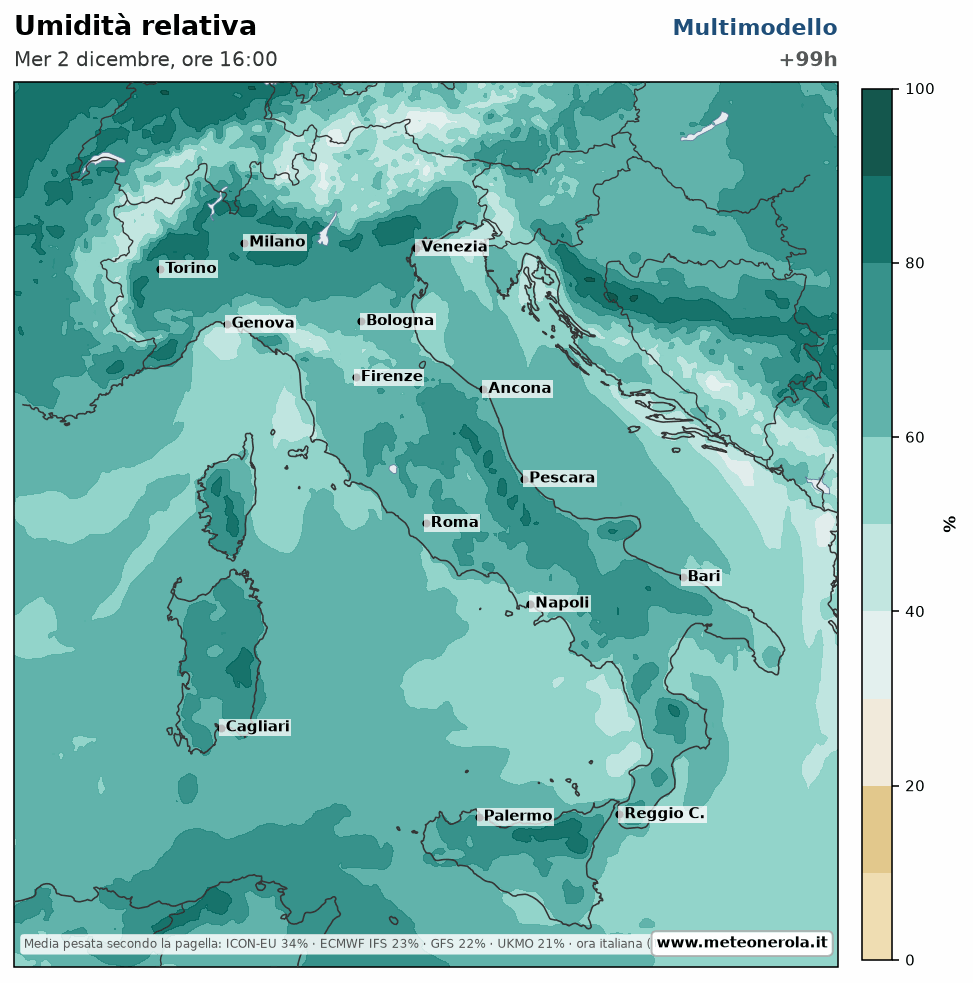 Umidità relativa
Multimodello
Mer 2 dicembre, ore 16:00
+99h
100
80
60
40
20
0
%
Milano
Venezia
Torino
Genova
Bologna
Firenze
Ancona
Pescara
Roma
Bari
Napoli
Cagliari
Palermo
Reggio C.
Media pesata secondo la pagella: ICON-EU 34% · ECMWF IFS 23% · GFS 22% · UKMO 21% · ora italiana (
www.meteonerola.it